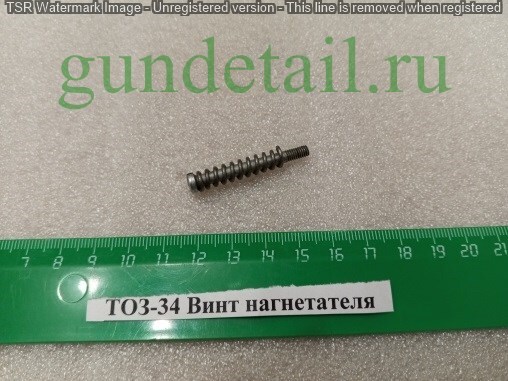 TSR Watermark Image - Unregistered version - This line is removed when registered
gundetail.ru
7 8 9 10 11 12 13 14 15 16 17 18 19 20 21
ТОЗ-34 Винт нагнетателя